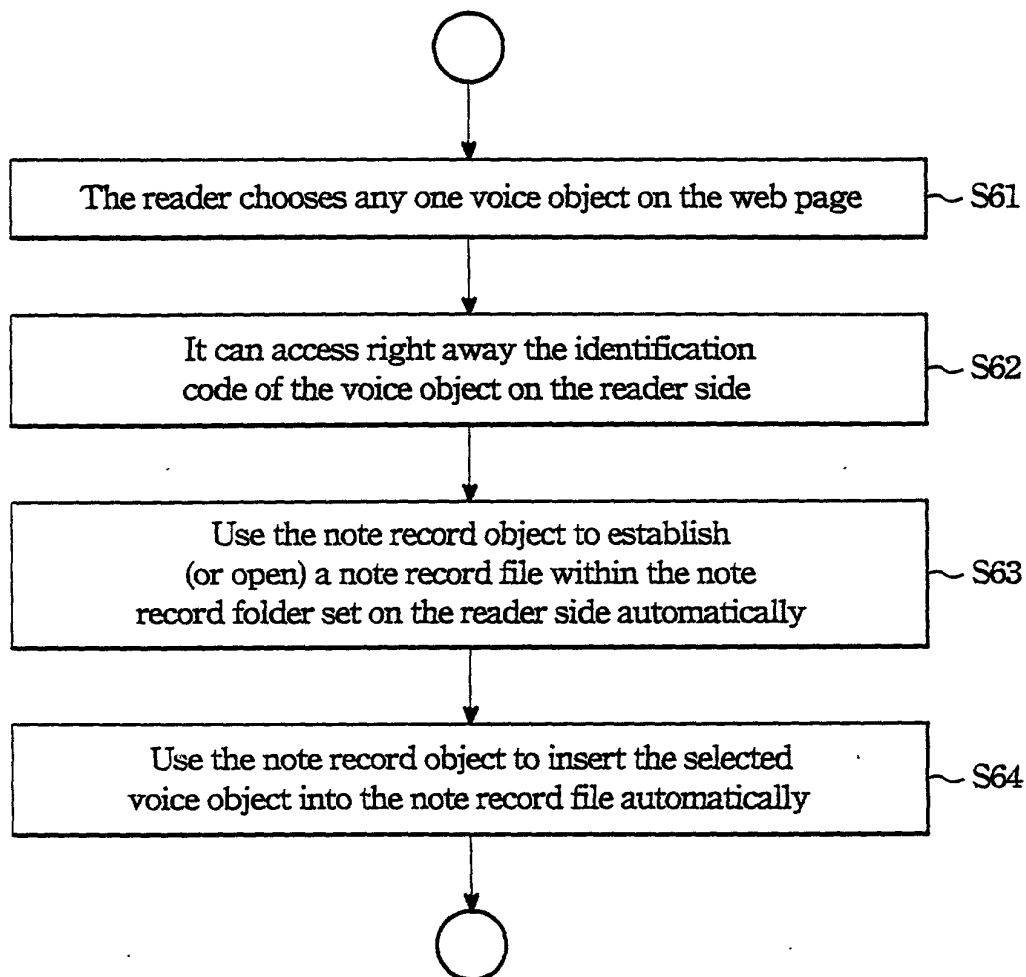 The reader chooses any one voice object on the web page
S61
It can access right away the identification
code of the voice object on the reader side
S62
Use the note record object to establish
(or open) a note record file within the note
record folder set on the reader side automatically
S63
Use the note record object to insert the selected
voice object into the note record file automatically
S64